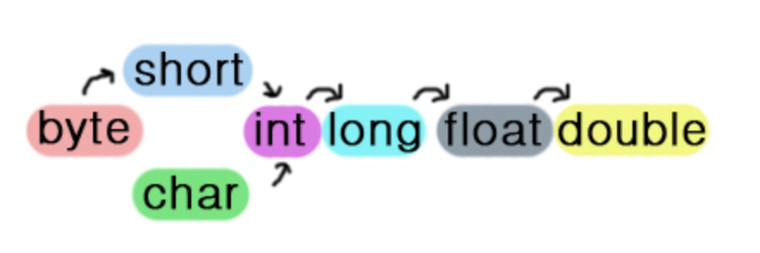 short
byte int long float double
char